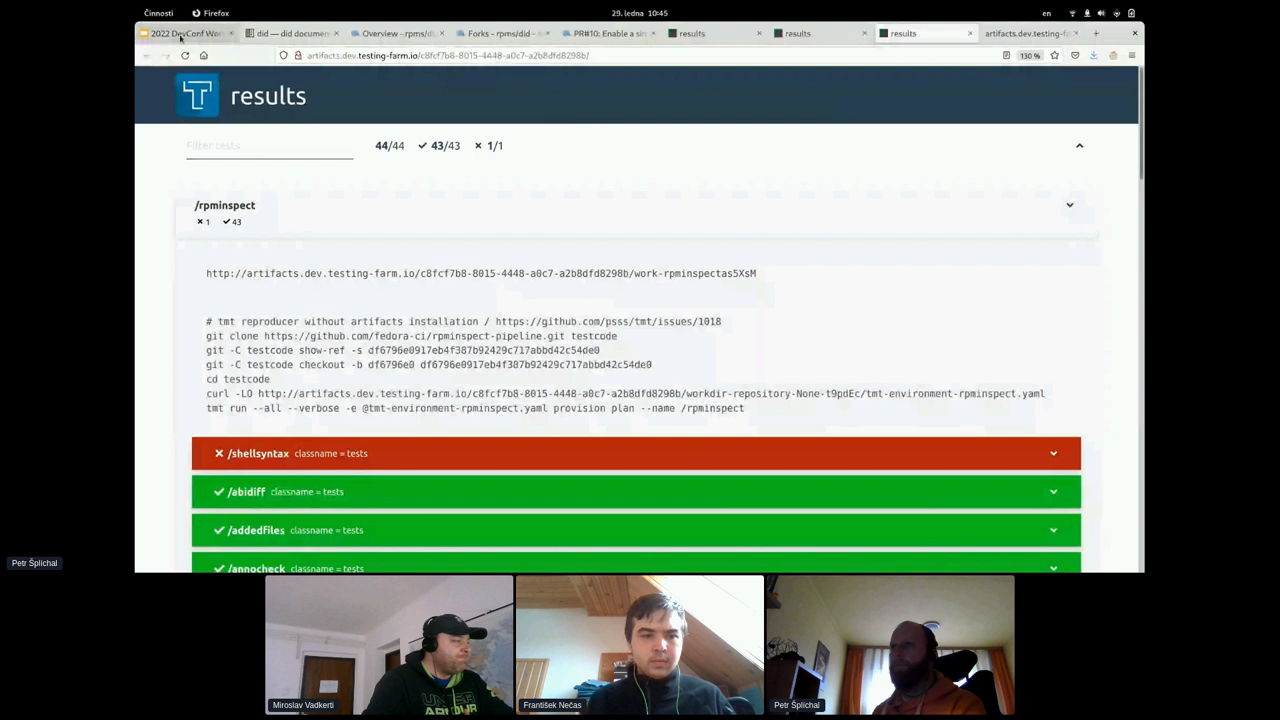 Činnosti
Firefox
29. ledna 10:45
en
2022 DevConf Wor
did — did documen
Overview - rpms/di
Forks - rpms/did -
PR#10: Enable a si
results
results
results
artifacts.dev.testing-fa
artifacts.dev.testing-farm.io/c8fcf7b8-8015-4448-a0c7-a2b8dfd8298b/
130 %
results
Filter tests
44/44
43/43
1/1
/rpminspect
1
43
http://artifacts.dev.testing-farm.io/c8fcf7b8-8015-4448-a0c7-a2b8dfd8298b/work-rpminspectas5XsM
# tmt reproducer without artifacts installation / https://github.com/psss/tmt/issues/1018
git clone https://github.com/fedora-ci/rpminspect-pipeline.git testcode
git -C testcode show-ref -s df6796e0917eb4f387b92429c717abbd42c54de0
git -C testcode checkout -b df6796e0 df6796e0917eb4f387b92429c717abbd42c54de0
cd testcode
curl -LO http://artifacts.dev.testing-farm.io/c8fcf7b8-8015-4448-a0c7-a2b8dfd8298b/workdir-repository-None-t9pdEc/tmt-environment-rpminspect.yaml
tmt run --all --verbose -e @tmt-environment-rpminspect.yaml provision plan --name /rpminspect
/shellsyntax classname = tests
/abidiff classname = tests
/addedfiles classname = tests
/annocheck classname = tests
Petr Šplíchal
Miroslav Vadkerti
František Nečas
Petr Šplíchal
UNDER
ARMOUR